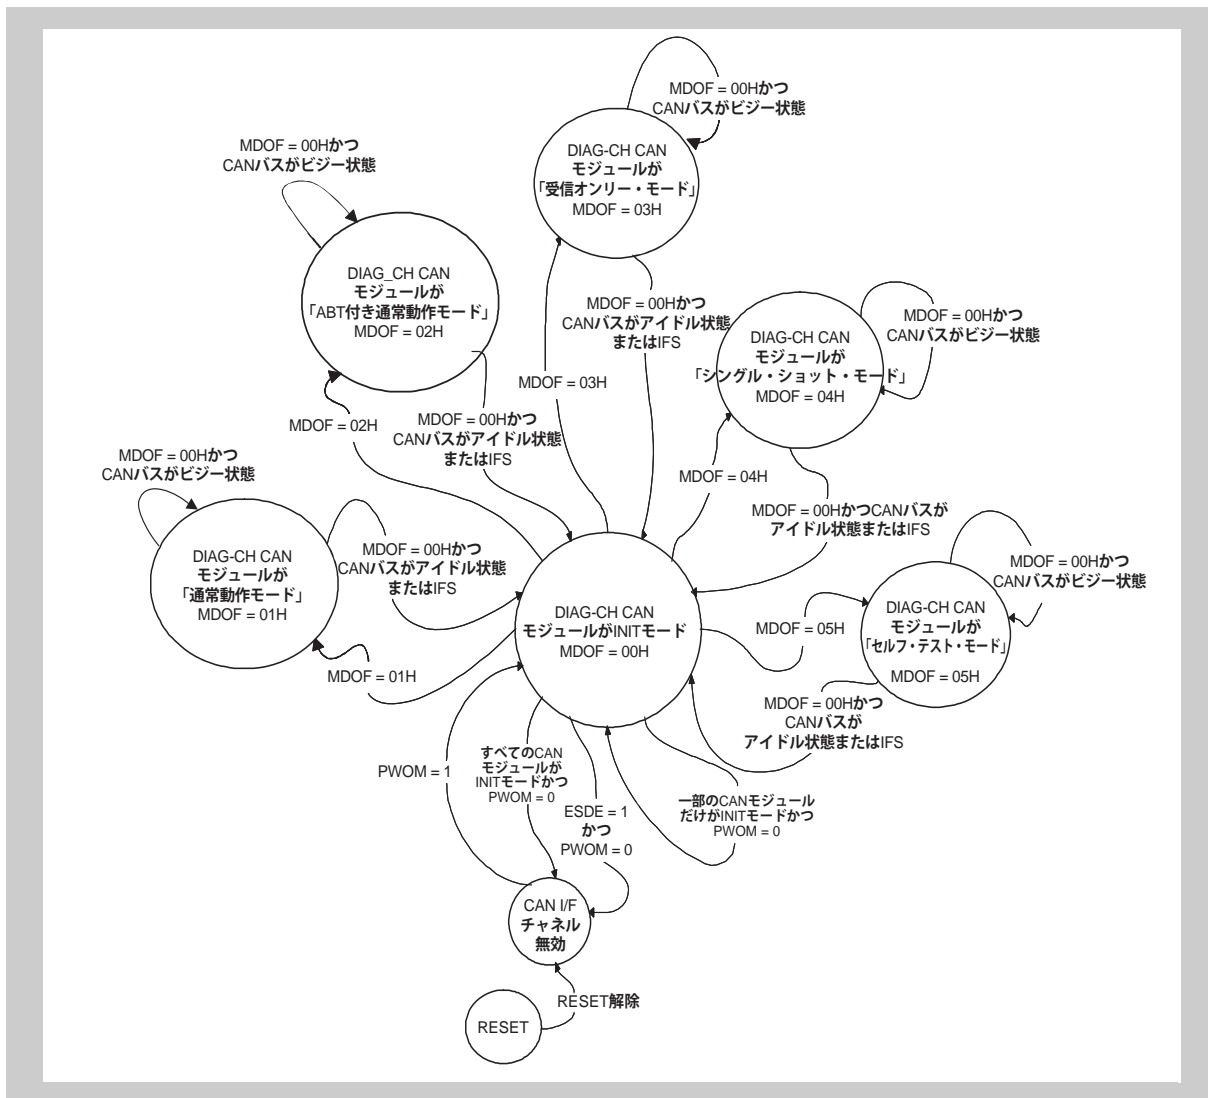 MDOF = 00Hかつ
CANバスがビジー状態
DIAG-CH CAN
モジュールが
「受信オンリー・モード」
MDOF = 03H
MDOF = 00Hかつ
CANバスがビジー状態
DIAG_CH CAN
モジュールが
「ABT付き通常動作モード」
MDOF = 02H
MDOF = 00Hかつ
CANバスがアイドル状態
またはIFS
MDOF = 00Hかつ
CANバスがビジー状態
DIAG-CH CAN
モジュールが
「シングル・ショット・モード」
MDOF = 04H
MDOF = 03H
MDOF = 02H
MDOF = 00Hかつ
CANバスがアイドル状態
またはIFS
MDOF = 04H
MDOF = 00Hかつ
CANバスがビジー状態
MDOF = 00HかつCANバスが
アイドル状態またはIFS
DIAG-CH CAN
モジュールが
「通常動作モード」
MDOF = 01H
MDOF = 00Hかつ
CANバスがアイドル状態
またはIFS
MDOF = 00Hかつ
CANバスがビジー状態
DIAG-CH CAN
モジュールがINITモード
MDOF = 00H
MDOF = 05H
DIAG-CH CAN
モジュールが
「セルフ・テスト・モード」
MDOF = 05H
MDOF = 01H
MDOF = 00Hかつ
CANバスが
アイドル状態またはIFS
PWOM = 1
すべてのCAN
モジュールが
INITモードかつ
PWOM = 0
ESDE = 1
かつ
PWOM = 0
一部のCANモジュール
だけがINITモードかつ
PWOM = 0
CAN I/F
チャネル
無効
RESET解除
RESET